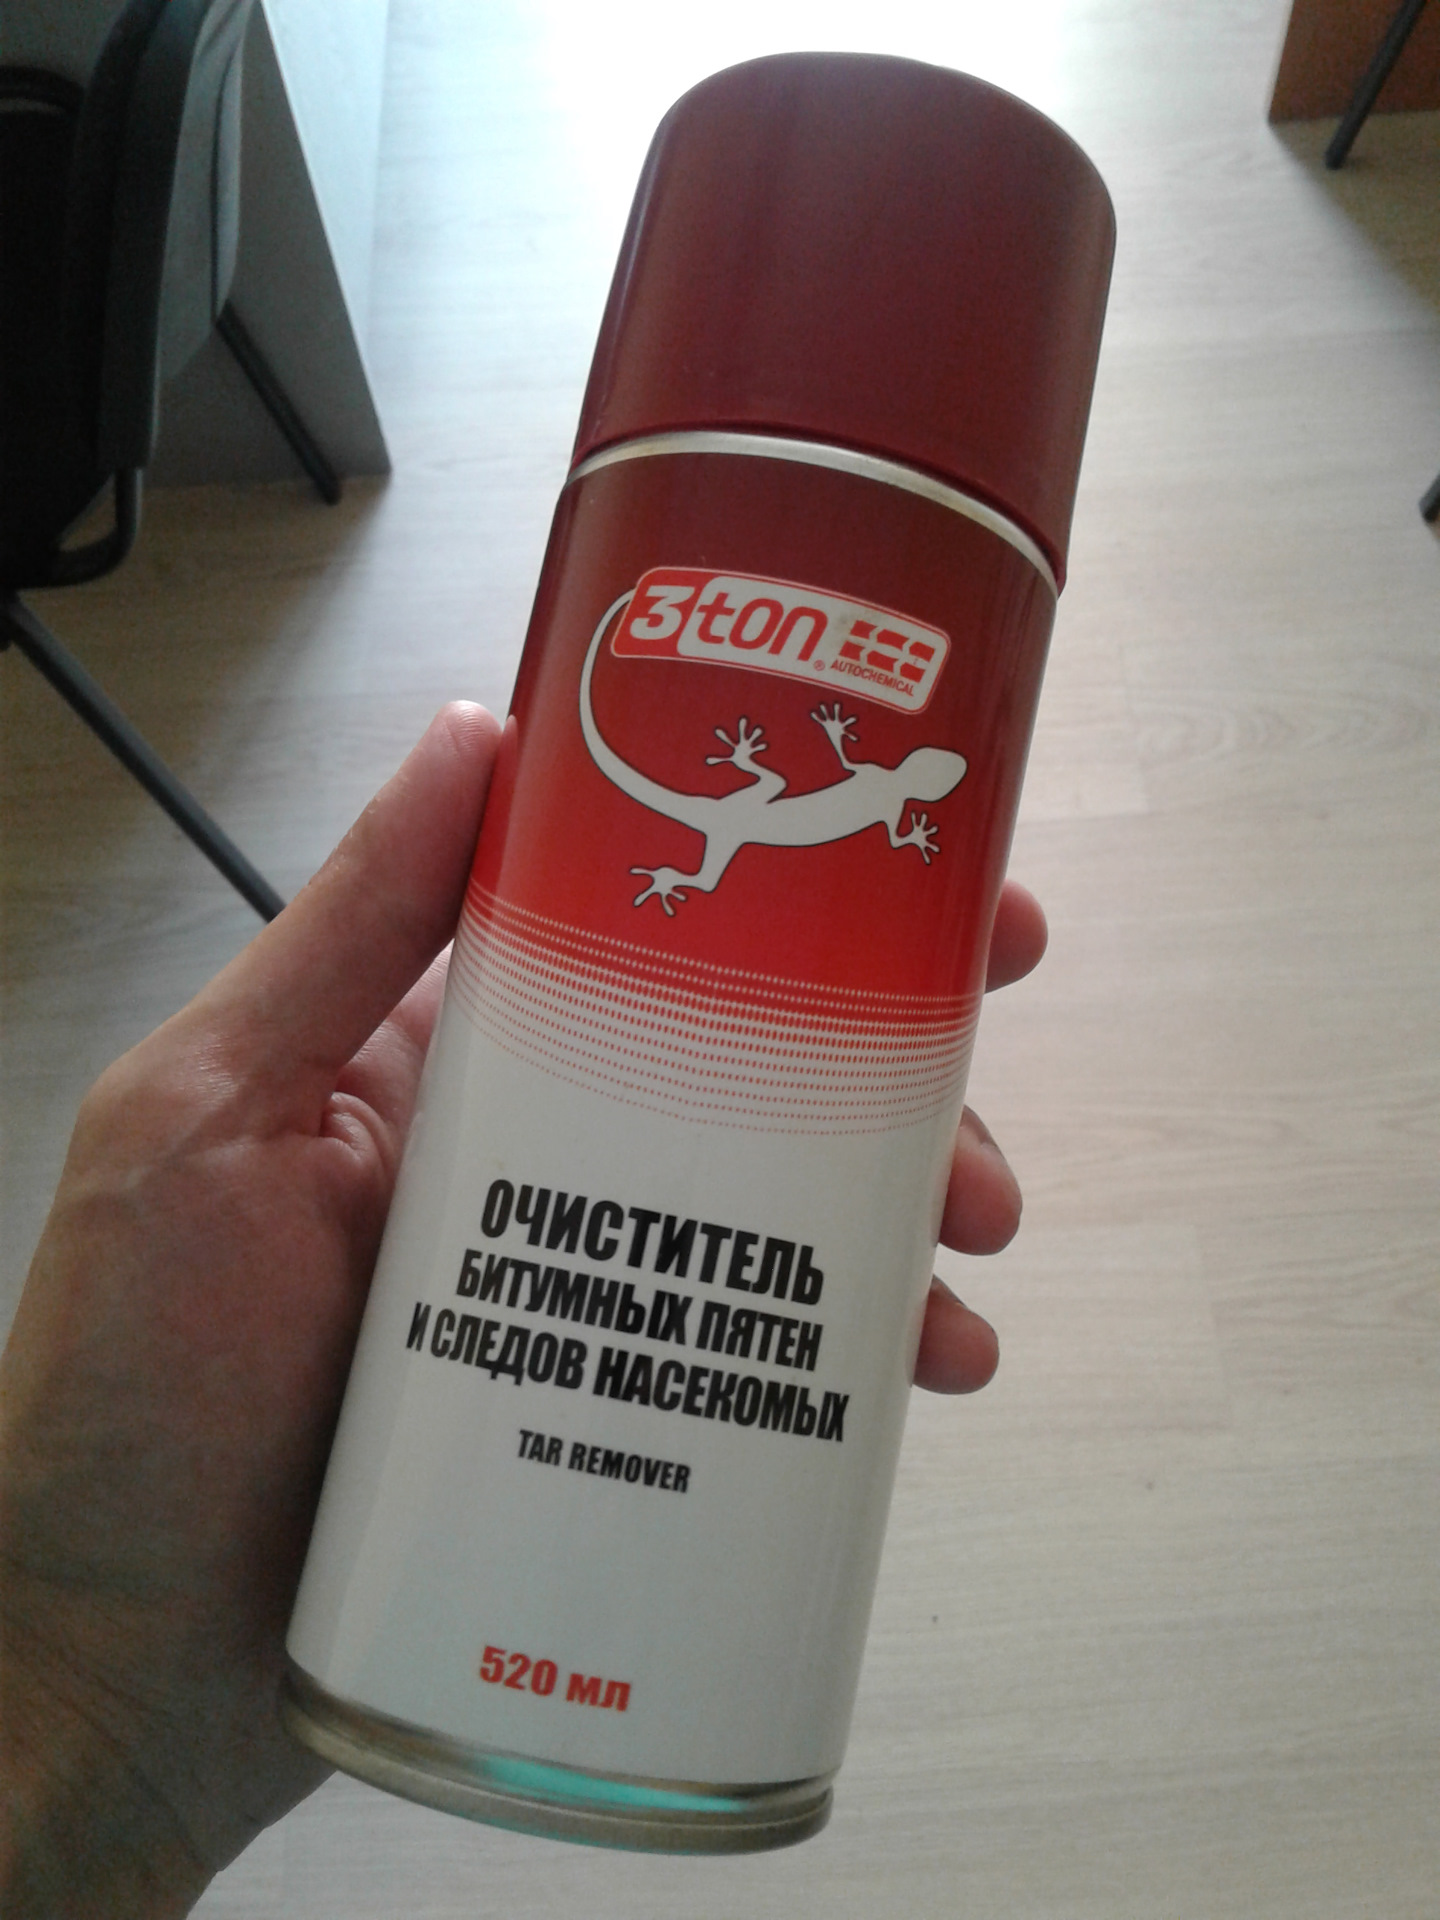 3ton®
AUTOCHEMICAL
ОЧИСТИТЕЛЬ
БИТУМНЫХ ПЯТЕН
И СЛЕДОВ НАСЕКОМЫХ
TAR REMOVER
520 мл